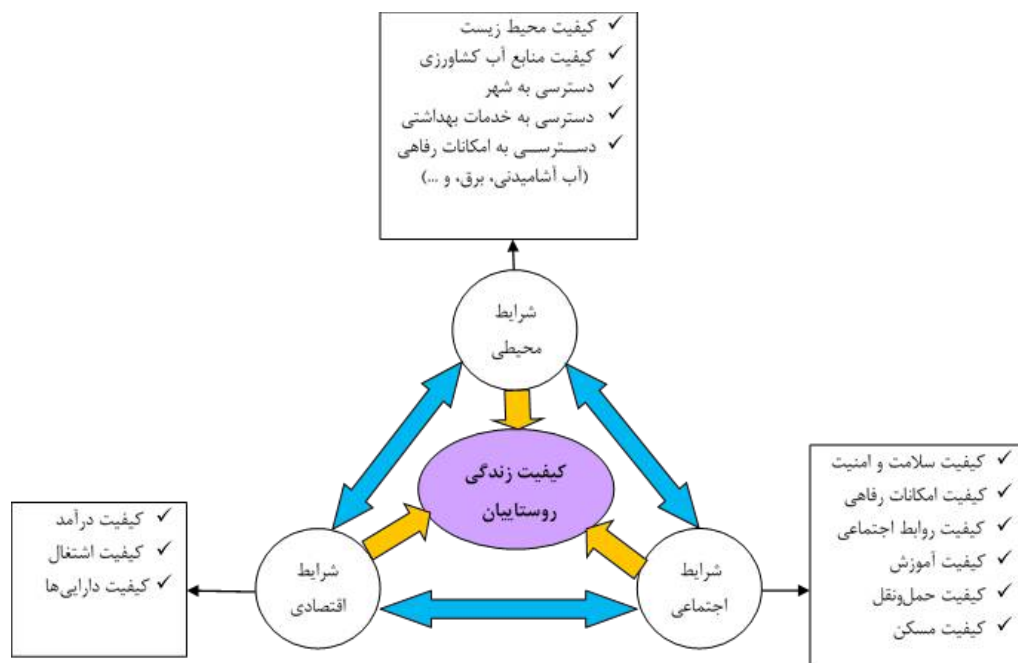 کیفیت محیط زیست
کیفیت منابع آب کشاورزی
دسترسی به شهر
دسترسی به خدمات بهداشتی
دســترســی به امکانات رفاهی
(آب آشامیدنی، برق، و ...)
شرایط
محیطی
کیفیت زندگی
روستاییان
کیفیت سلامت و امنیت
کیفیت امکانات رفاهی
کیفیت روابط اجتماعی
کیفیت آموزش
کیفیت حمل‌ونقل
کیفیت مسکن
شرایط
اجتماعی
شرایط
اقتصادی
کیفیت درآمد
کیفیت اشتغال
کیفیت دارایی‌ها